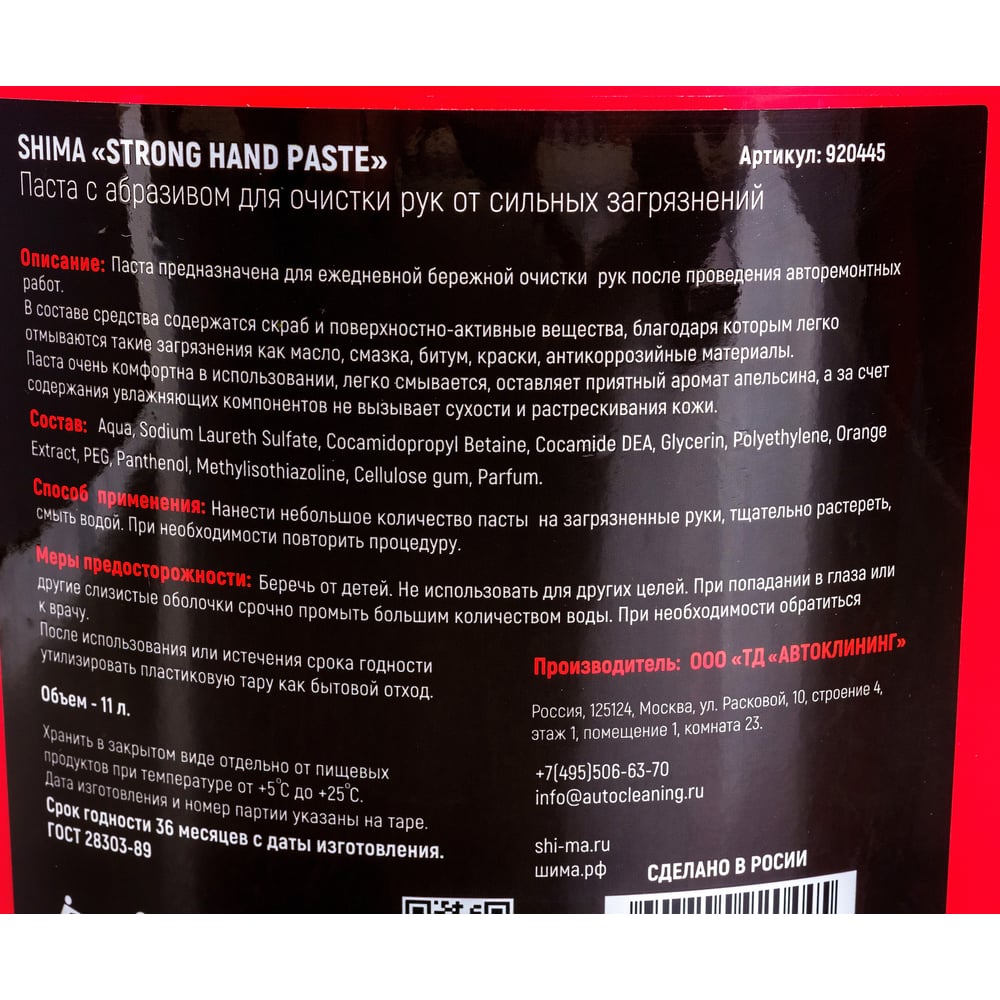 SHIMA «STRONG HAND PASTE»
Артикул: 920445
Паста с абразивом для очистки рук от сильных загрязнений
Описание: Паста предназначена для ежедневной бережной очистки рук после проведения авторемонтных
работ.
В составе средства содержатся скраб и поверхностно-активные вещества, благодаря которым легко
отмываются такие загрязнения как масло, смазка, битум, краски, антикоррозийные материалы.
Паста очень комфортна в использовании, легко смывается, оставляет приятный аромат апельсина, а за счет
содержания увлажняющих компонентов не вызывает сухости и растрескивания кожи.
Состав: Aqua, Sodium Laureth Sulfate, Cocamidopropyl Betaine, Cocamide DEA, Glycerin, Polyethylene, Orange
Extract, PEG, Panthenol, Methylisothiazoline, Cellulose gum, Parfum.
Способ применения: Нанести небольшое количество пасты на загрязненные руки, тщательно растереть,
смыть водой. При необходимости повторить процедуру.
Меры предосторожности: Беречь от детей. Не использовать для других целей. При попадании в глаза или
другие слизистые оболочки срочно промыть большим количеством воды. При необходимости обратиться
к врачу.
После использования или истечения срока годности
утилизировать пластиковую тару как бытовой отход.
Объем - 11 л.
Хранить в закрытом виде отдельно от пищевых
продуктов при температуре от +5°С до +25°С.
Дата изготовления и номер партии указаны на таре.
Срок годности 36 месяцев с даты изготовления.
ГОСТ 28303-89
Производитель: ООО «ТД «АВТОКЛИНИНГ»
Россия, 125124, Москва, ул. Расковой, 10, строение 4,
этаж 1, помещение 1, комната 23.
+7(495)506-63-70
info@autocleaning.ru
shi-ma.ru
шима.рф
СДЕЛАНО В РОСИИ